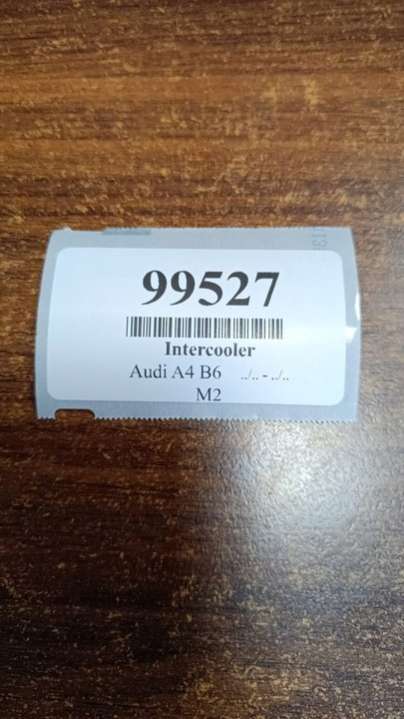 99527
Intercooler
Audi A4 B6 ../.. - ../..
M2